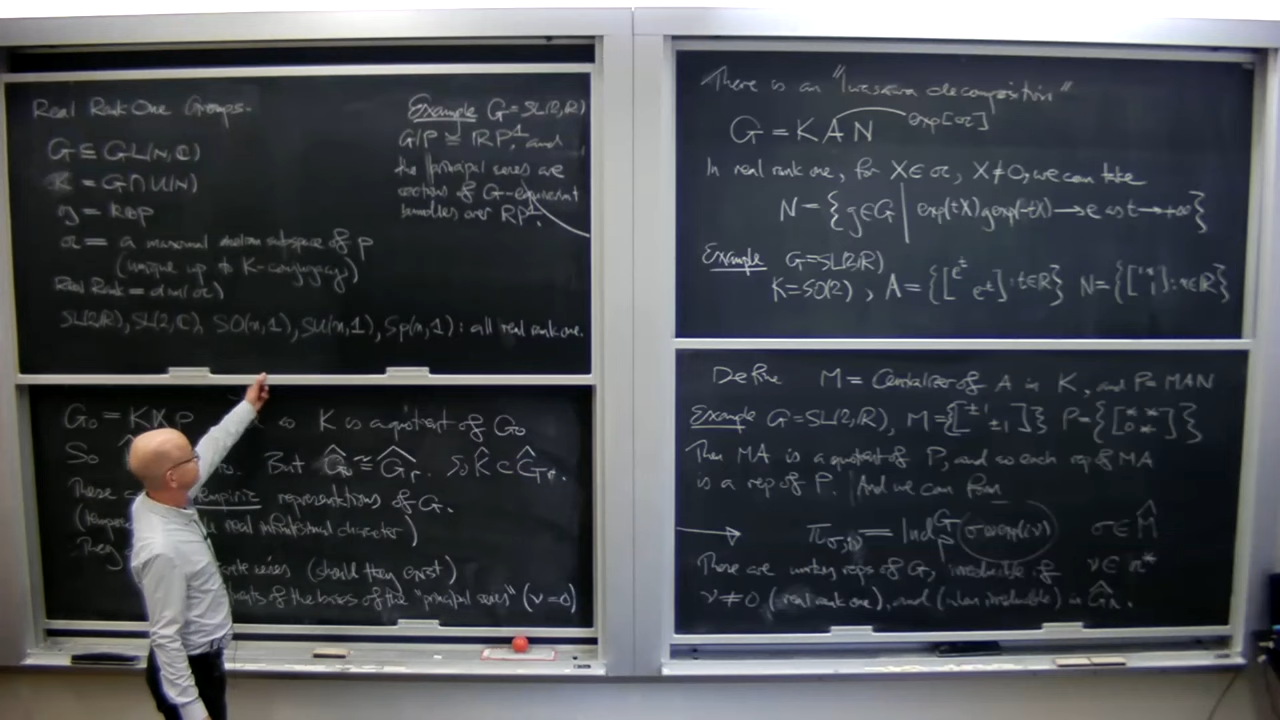 Real Rank One Groups.
G ⊆ GL(N,ℂ)
K = G∩U(N)
𝔤 = 𝔨⊕𝔭
𝔞 = a maximal abelian subspace of p
(unique up to K-conjugacy)
Real Rank = dim(𝔞)
SL(2,ℝ), SL(2,ℂ), SO(n,1), SU(n,1), Sp(n,1) : all real rank one.
Example G=SL(2,ℝ)
G/P ≅ ℝP¹, and
the principal series are
sections of G-equivariant
bundles over ℝP¹.
G₀ = K⋉𝔭 so K is a quotient of G₀
So But Ĝ₀ ≅ Ĝr. So K̂ ⊂ Ĝr.
These tempiric representations of G.
real infinitesimal character)
They
series (should they exist)
of the bases of the "principal series" (ν=0)
There is an "Iwasawa decomposition"
G = KAN exp[𝔞]
In real rank one, for X∈𝔞, X≠0, we can take
N = {g∈G | exp(tX)g exp(-tX) → e as t → +∞}
Example G=SL(2,ℝ)
K=SO(2), A = {[e^t e^t] : t∈ℝ} N = {[1 x 1] : x∈ℝ}
Define M = Centralizer of A in K, and P=MAN
Example G=SL(2,ℝ), M={[±1 ±1]} P={[* * 0 *]}
Then MA is a quotient of P, and so each rep of MA
is a rep of P. And we can form
π_{σ,iν} = Ind_P^G (σ⊗exp(iν)) σ∈M̂
These are unitary reps of G, irreducible if ν∈𝔞*
ν≠0 (real rank one), and (when irreducible) in Ĝr.